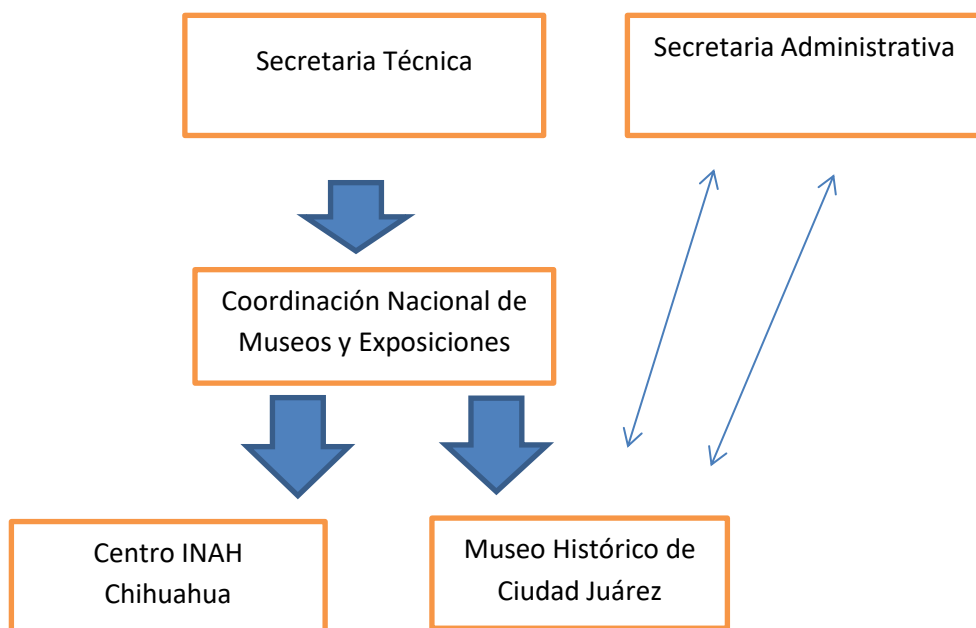 Secretaria Técnica
Secretaria Administrativa
Coordinación Nacional de
Museos y Exposiciones
Centro INAH
Chihuahua
Museo Histórico de
Ciudad Juárez